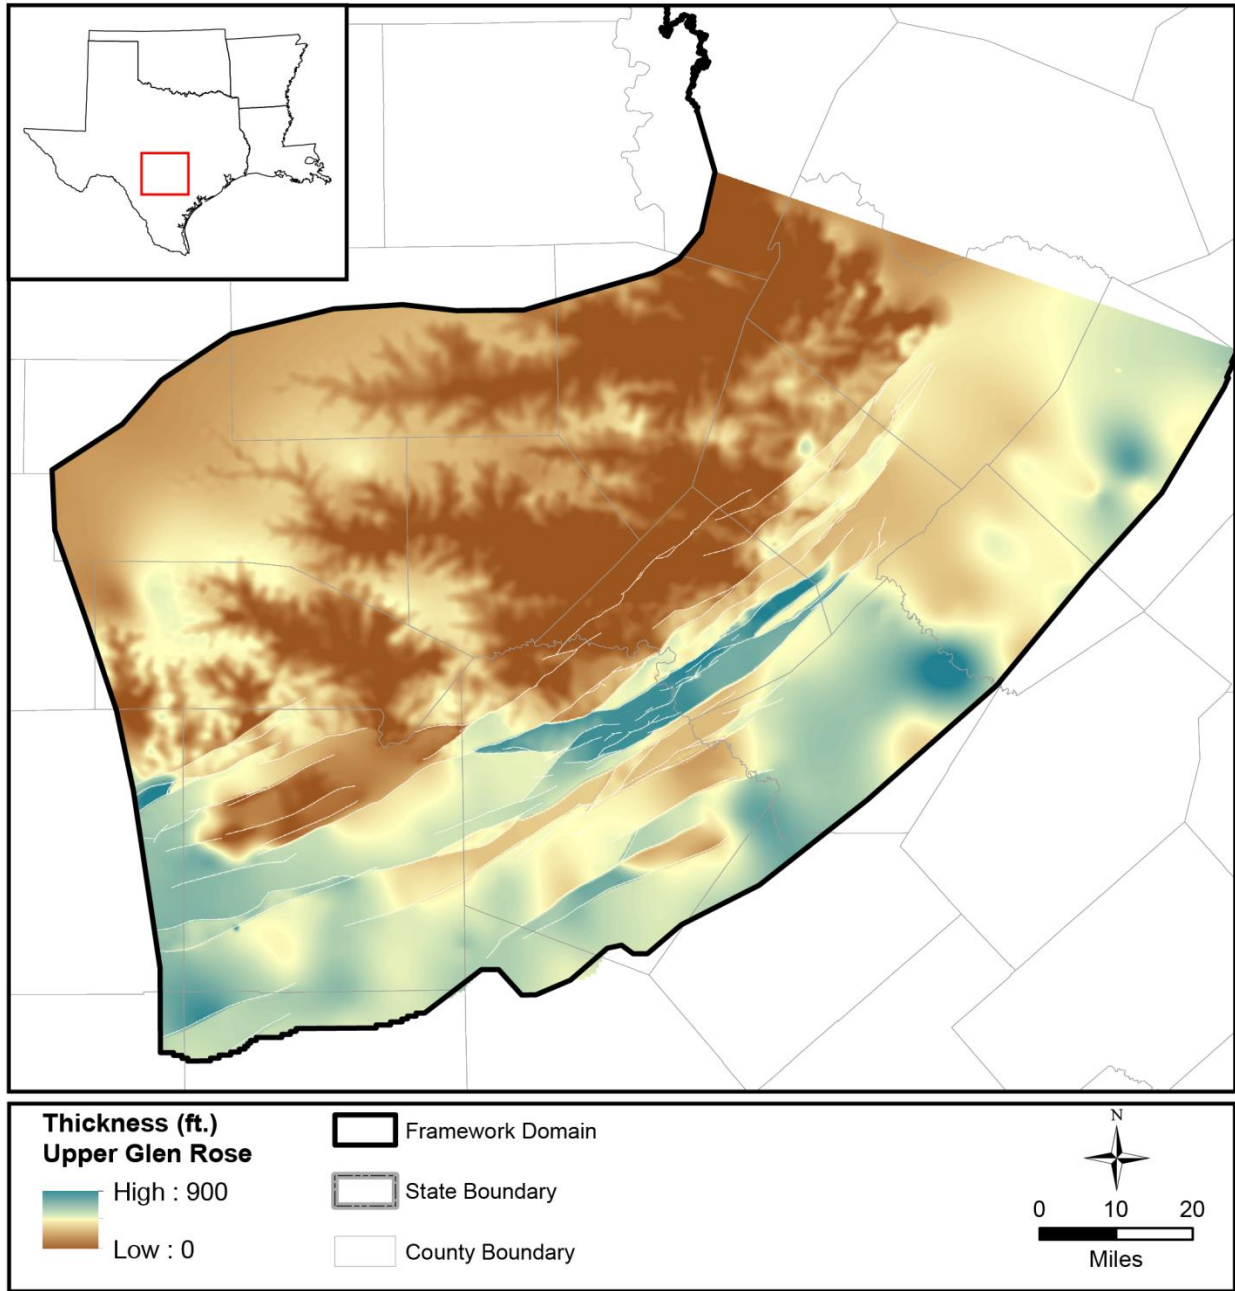 Thickness (ft.)
Upper Glen Rose
High : 900
Low : 0
Framework Domain
State Boundary
County Boundary
N
0 10 20
Miles